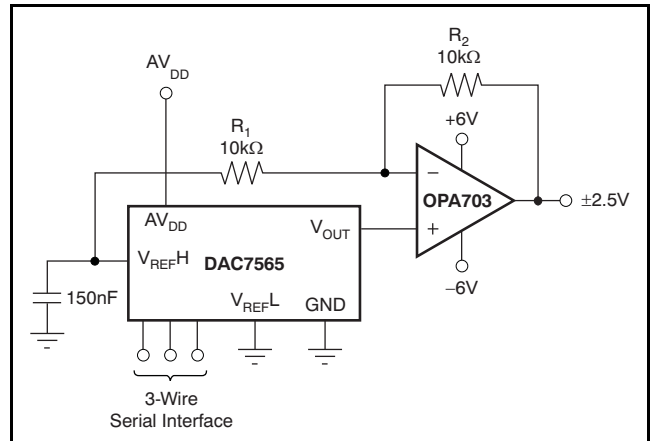 R2
10kΩ
AVDD
R1
10kΩ
+6V
−
OPA703
±2.5V
+
−6V
AVDD
VOUT
VREFH
DAC7565
150nF
VREFL
GND
3-Wire
Serial Interface